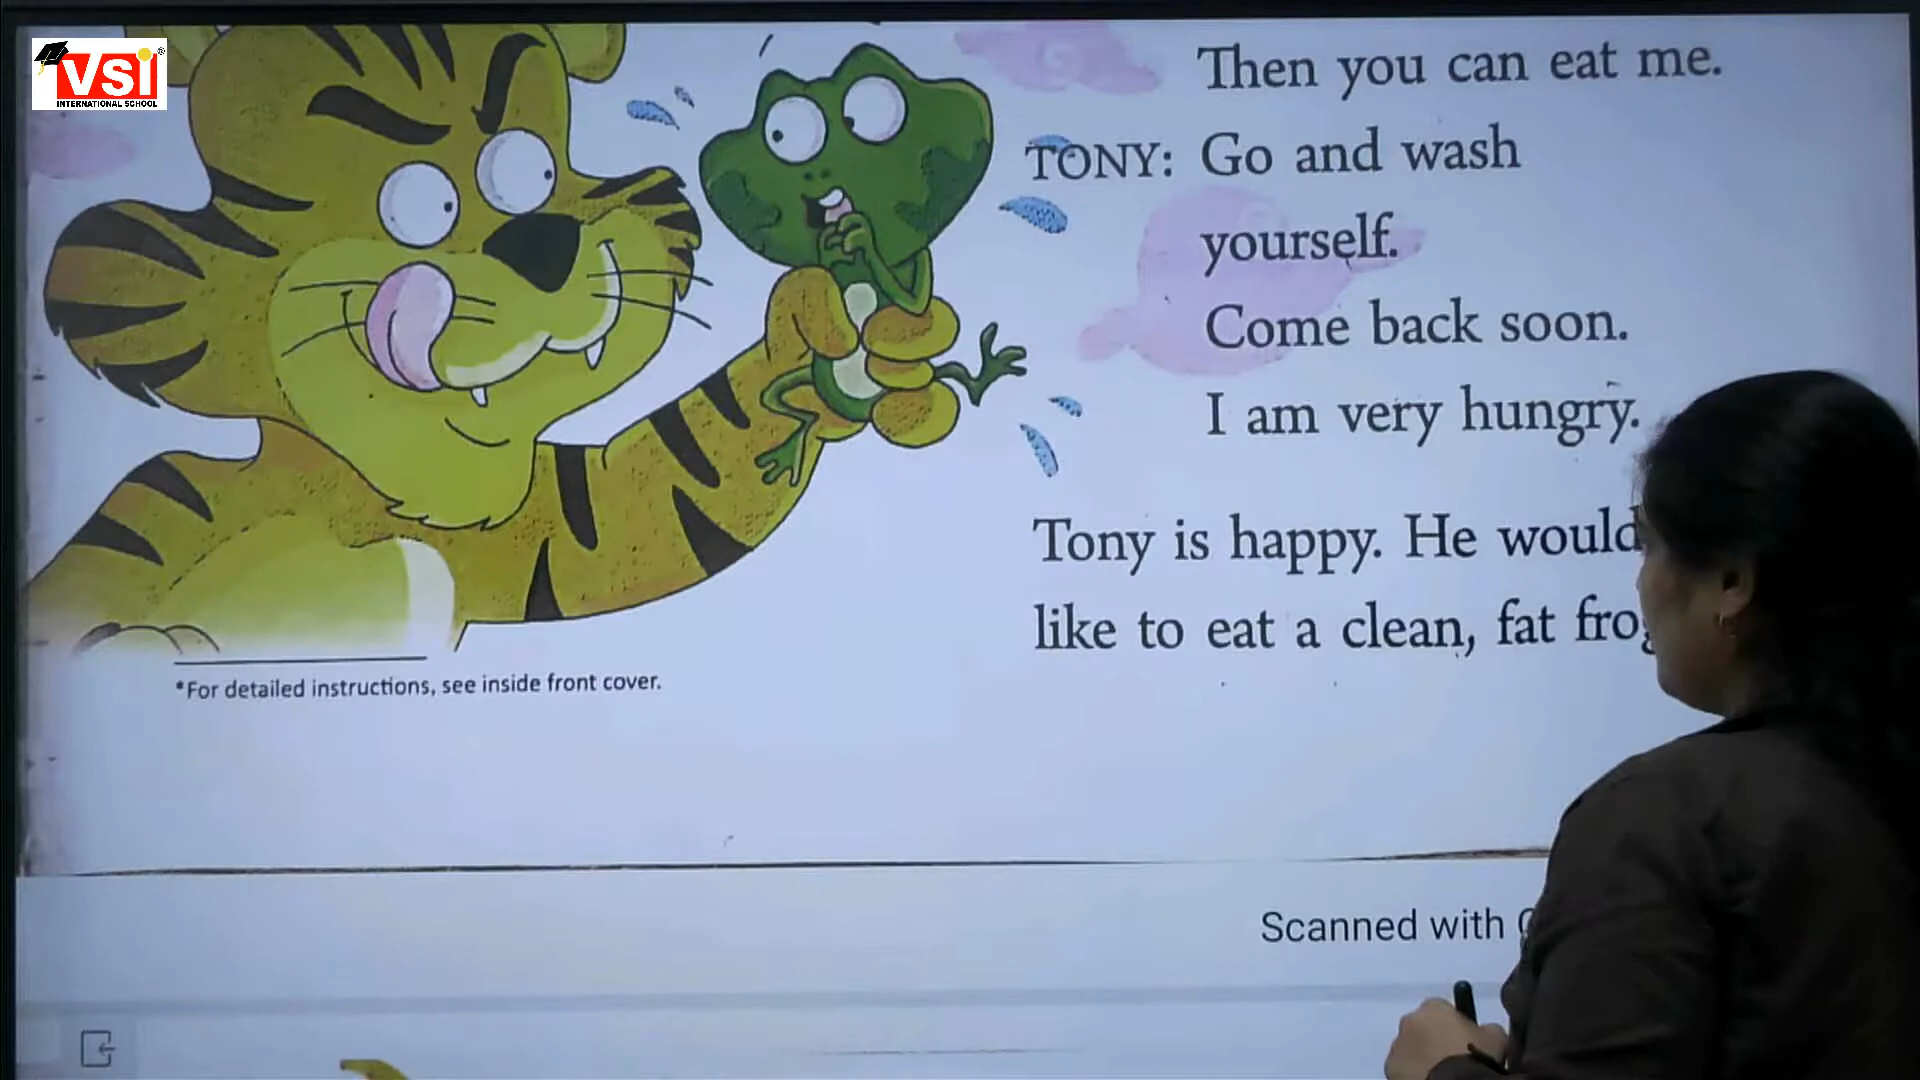 VSI
INTERNATIONAL SCHOOL
Then you can eat me.
TONY: Go and wash
yourself.
Come back soon.
I am very hungry.
Tony is happy. He would
like to eat a clean, fat
*For detailed instructions, see inside front cover.
Scanned with